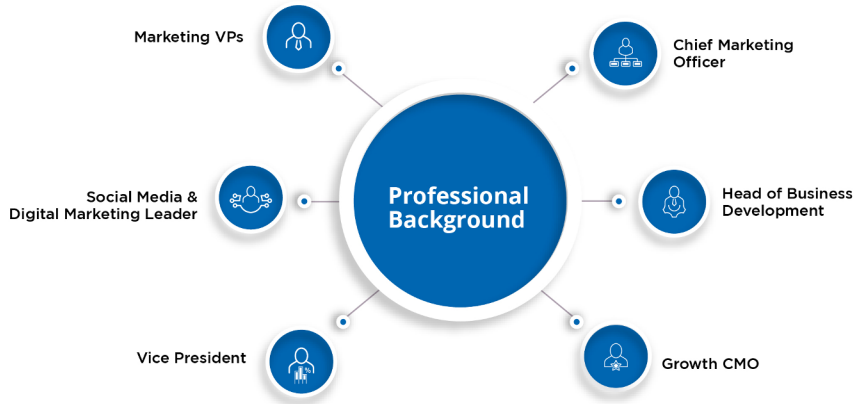 Marketing VPs
Chief Marketing
Officer
Social Media &
Digital Marketing Leader
Professional
Background
Head of Business
Development
Vice President
%
Growth CMO